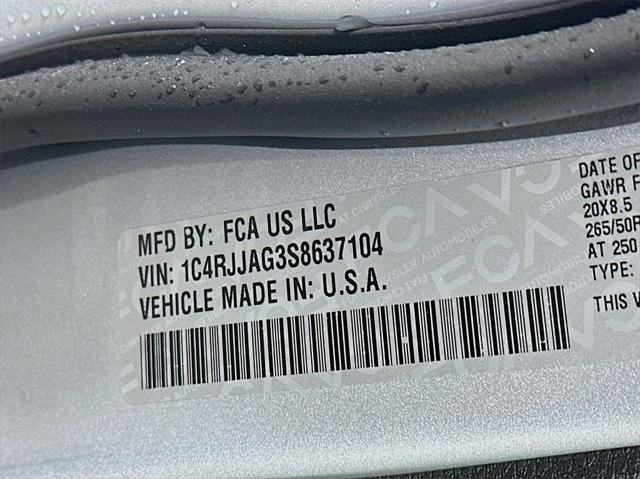 MFD BY: FCA US LLC
VIN: 1C4RJJAG3S8637104
VEHICLE MADE IN: U.S.A.
DATE OF
GAWR F
20X8.5
265/50R
AT 250
TYPE:
THIS V